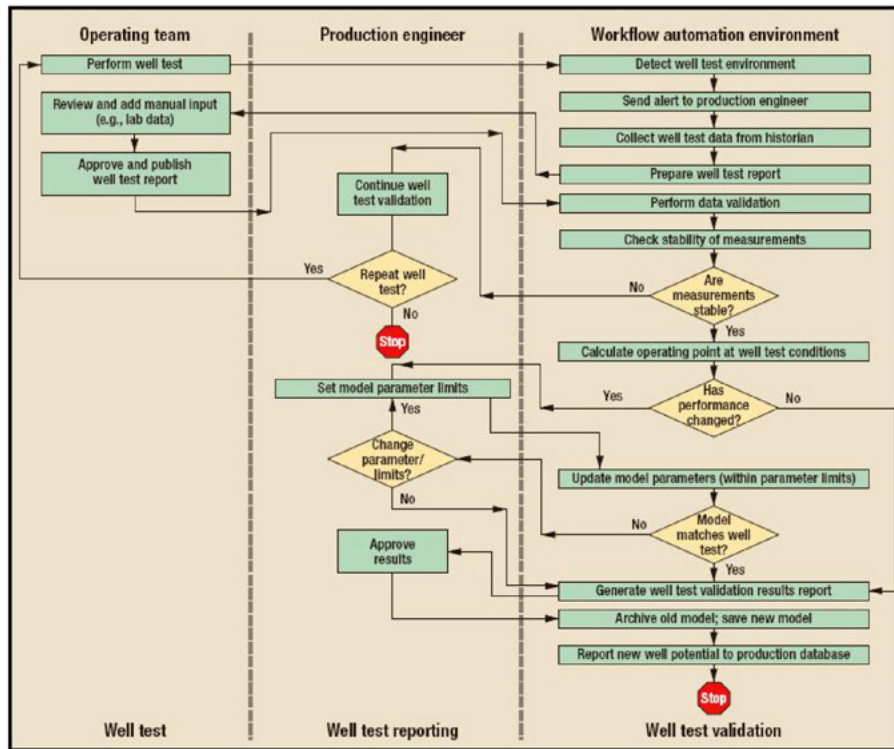 Operating team
Production engineer
Workflow automation environment
Perform well test
Detect well test environment
Review and add manual input
(e.g., lab data)
Send alert to production engineer
Collect well test data from historian
Approve and publish
well test report
Continue well
test validation
Prepare well test report
Perform data validation
Check stability of measurements
Yes
Repeat well
test?
No
Are
measurements
stable?
No
Stop
Yes
Calculate operating point at well test conditions
Set model parameter limits
Yes
Has
performance
changed?
No
Yes
Change
parameter/
limits?
Update model parameters (within parameter limits)
No
No
Model
matches well
test?
Approve
results
Yes
Generate well test validation results report
Archive old model; save new model
Report new well potential to production database
Stop
Well test
Well test reporting
Well test validation